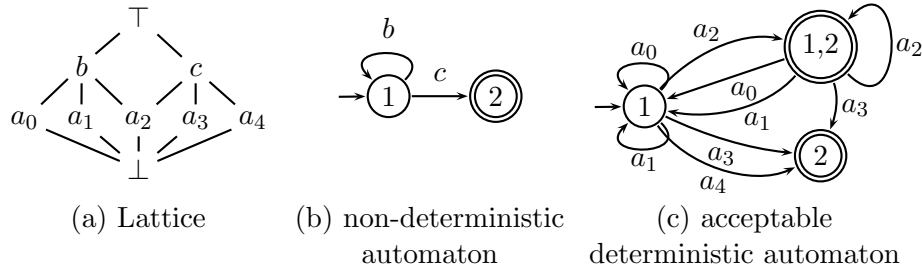 ⊤
b c
a₀ a₁ a₂ a₃ a₄
⊥
(a) Lattice
b
c
1 2
(b) non-deterministic
automaton
a₂
1,2
a₂
a₀
a₀
1
a₁
a₃
a₁
a₃
2
a₄
(c) acceptable
deterministic automaton